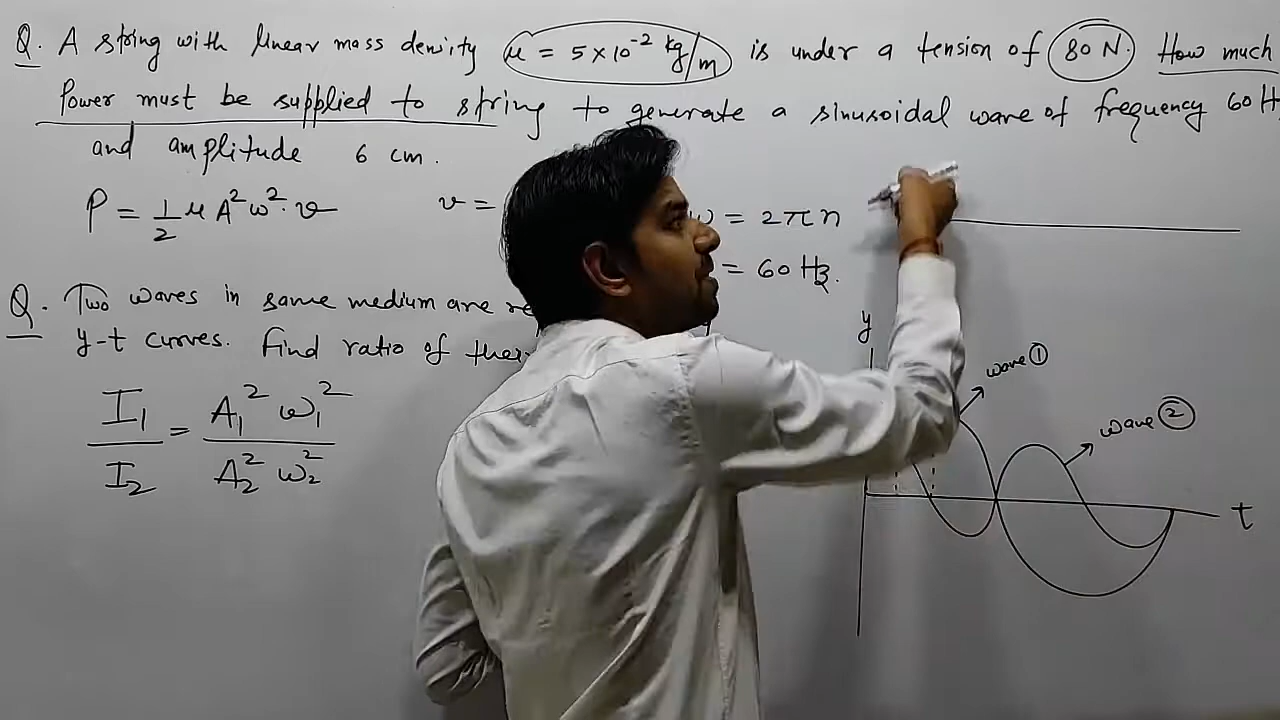 Q. A string with linear mass density μ = 5×10⁻² kg/m is under a tension of 80 N. How much
Power must be supplied to string to generate a sinusoidal wave of frequency 60 H
and amplitude 6 cm.
P = 1/2 μ A² ω² · v v = = 2πn
= 60 Hz.
Q. Two waves in same medium are
y-t curves. Find ratio of
I₁/I₂ = A₁² ω₁² / A₂² ω₂²
y
wave ①
wave ②
t